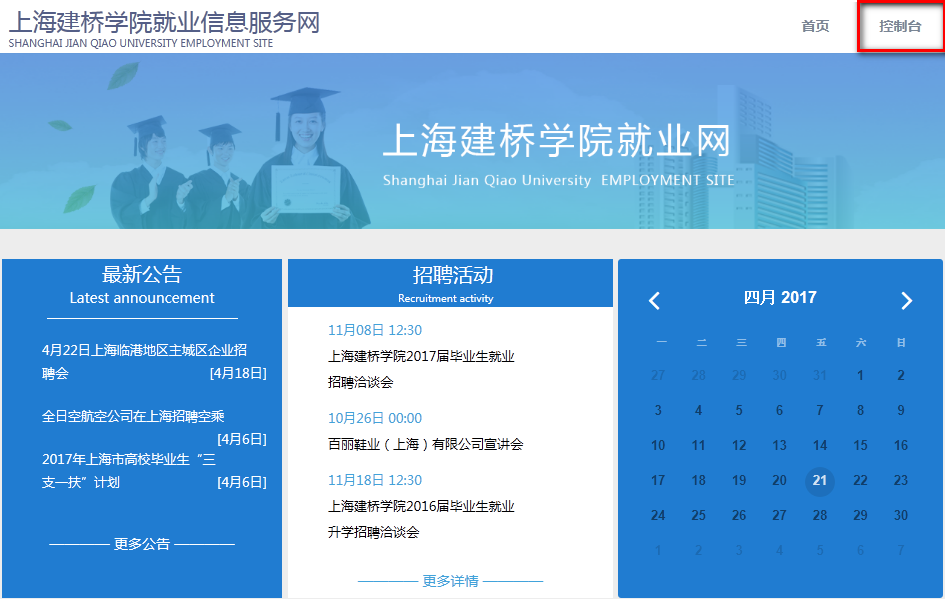 上海建桥学院就业信息服务网
SHANGHAI JIAN QIAO UNIVERSITY EMPLOYMENT SITE
首页
控制台
上海建桥学院就业网
Shanghai Jian Qiao University EMPLOYMENT SITE
最新公告
Latest announcement
4月22日上海临港地区主城区企业招
聘会 [4月18日]
全日空航空公司在上海招聘空乘
[4月6日]
2017年上海市高校毕业生“三
支一扶”计划 [4月6日]
更多公告
招聘活动
Recruitment activity
11月08日 12:30
上海建桥学院2017届毕业生就业
招聘洽谈会
10月26日 00:00
百丽鞋业（上海）有限公司宣讲会
11月18日 12:30
上海建桥学院2016届毕业生就业
升学招聘洽谈会
更多详情
四月 2017
一 二 三 四 五 六 日
27 28 29 30 31 1 2
3 4 5 6 7 8 9
10 11 12 13 14 15 16
17 18 19 20 21 22 23
24 25 26 27 28 29 30
1 2 3 4 5 6 7